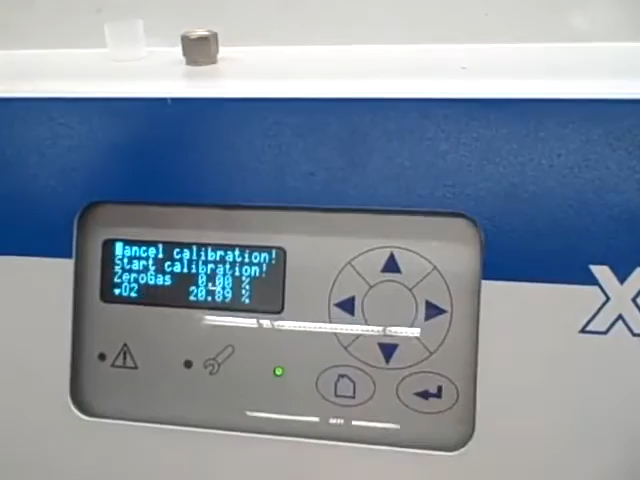 Cancel calibration!
Start calibration!
ZeroGas 0.00 %
▾O2 20.89 %
X